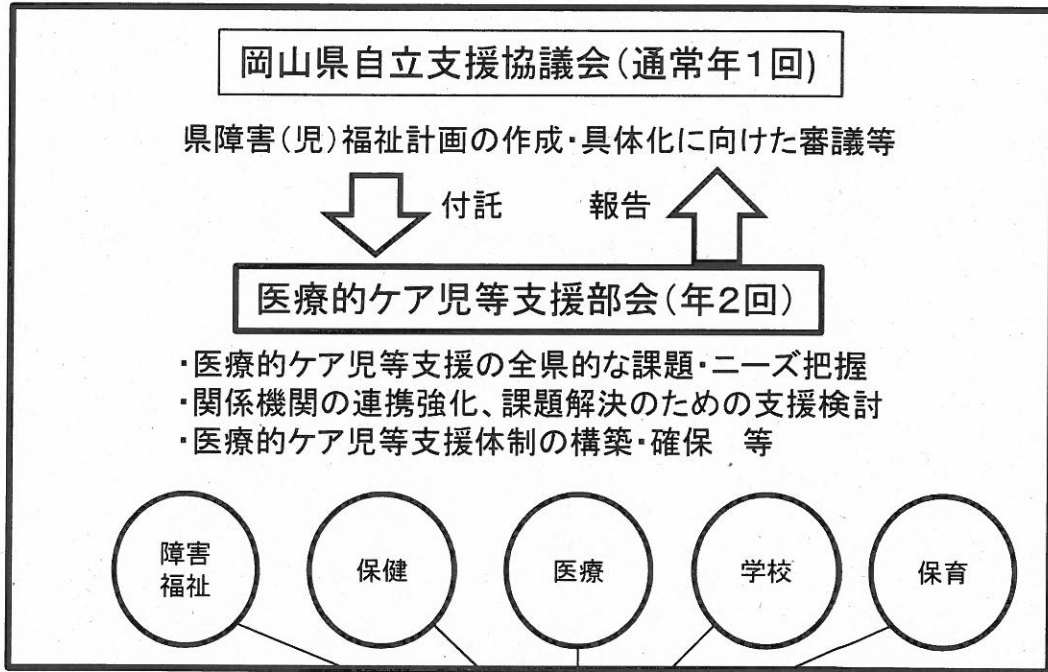 岡山県自立支援協議会(通常年1回)
県障害(児)福祉計画の作成・具体化に向けた審議等
付託
報告
医療的ケア児等支援部会(年2回)
・医療的ケア児等支援の全県的な課題・ニーズ把握
・関係機関の連携強化、課題解決のための支援検討
・医療的ケア児等支援体制の構築・確保　等
障害
福祉
保健
医療
学校
保育